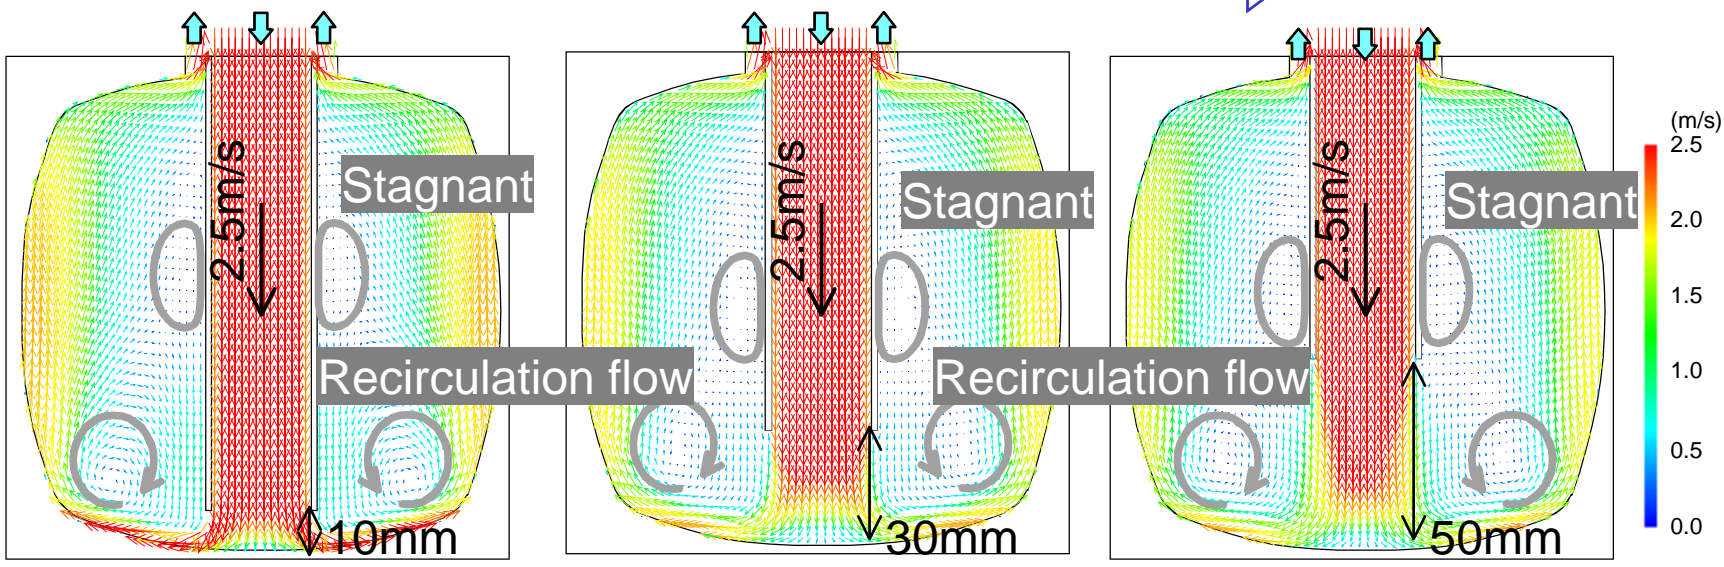 2.5m/s
Stagnant
Recirculation flow
10mm
2.5m/s
Stagnant
Recirculation flow
30mm
2.5m/s
Stagnant
50mm
(m/s)
2.5
2.0
1.5
1.0
0.5
0.0